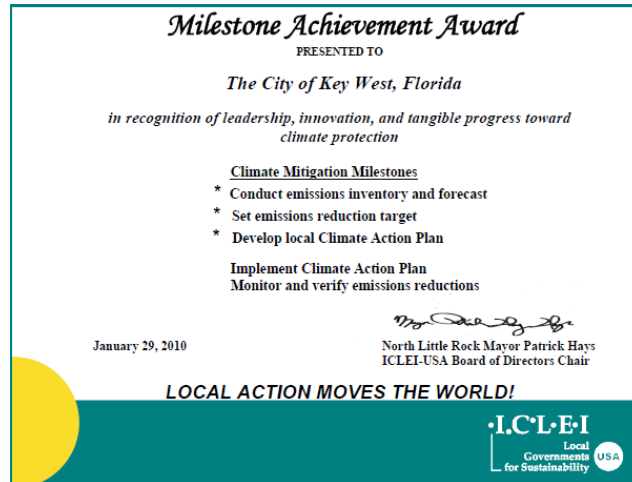 Milestone Achievement Award
PRESENTED TO
The City of Key West, Florida
in recognition of leadership, innovation, and tangible progress toward
climate protection
Climate Mitigation Milestones
* Conduct emissions inventory and forecast
* Set emissions reduction target
* Develop local Climate Action Plan
Implement Climate Action Plan
Monitor and verify emissions reductions
January 29, 2010
North Little Rock Mayor Patrick Hays
ICLEI-USA Board of Directors Chair
LOCAL ACTION MOVES THE WORLD!
·I.C·L·E·I
Local
Governments
for Sustainability
USA